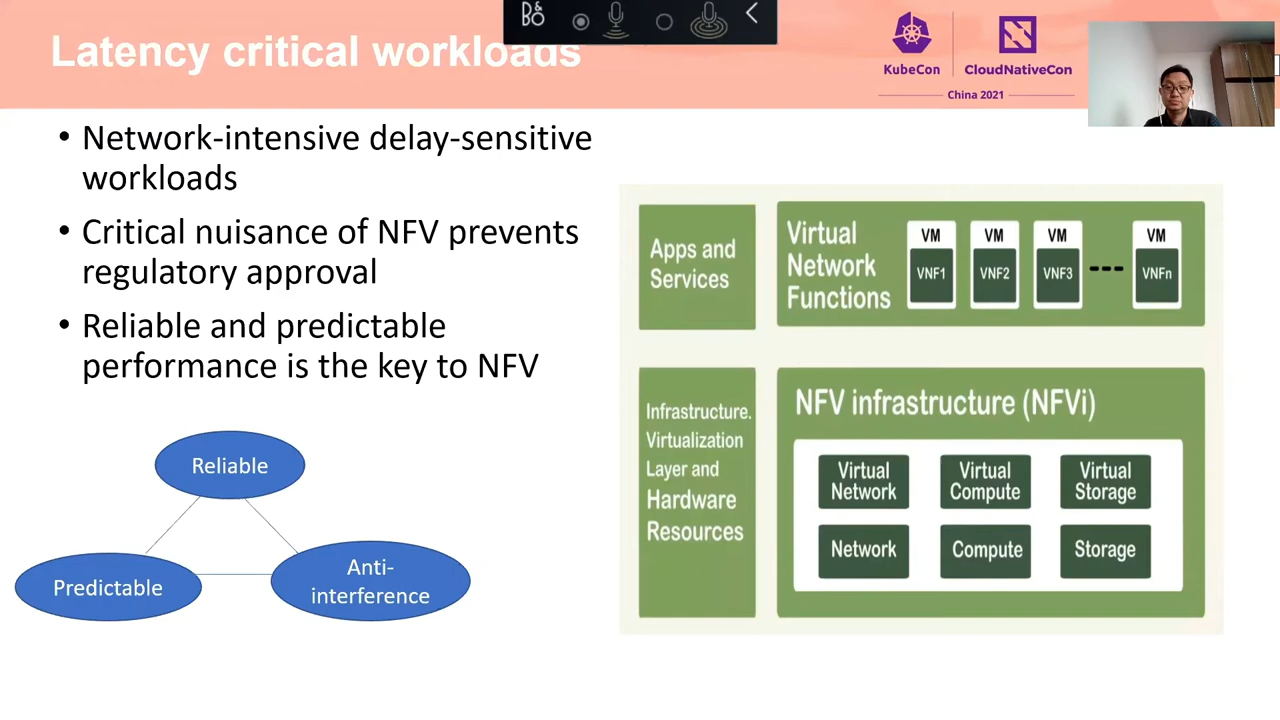 B&O
Latency critical workloads
KubeCon
CloudNativeCon
China 2021
• Network-intensive delay-sensitive
workloads
• Critical nuisance of NFV prevents
regulatory approval
• Reliable and predictable
performance is the key to NFV
Reliable
Predictable
Anti-
interference
Apps and
Services
Virtual
Network
Functions
VM
VNF1
VM
VNF2
VM
VNF3
---
VM
VNFn
Infrastructure.
Virtualization
Layer and
Hardware
Resources
NFV infrastructure (NFVi)
Virtual
Network
Virtual
Compute
Virtual
Storage
Network
Compute
Storage